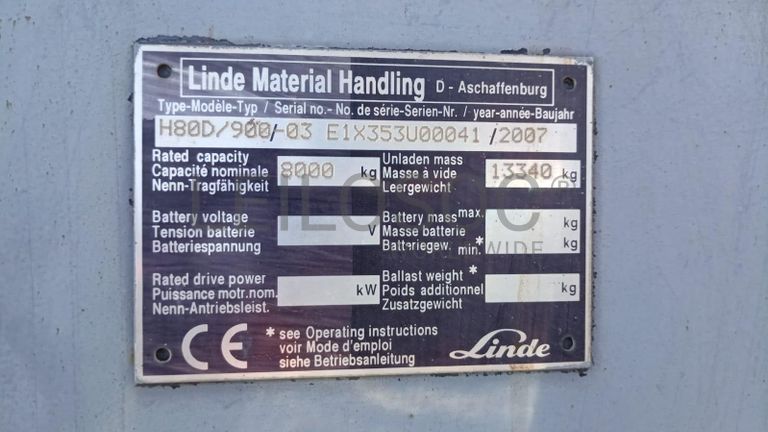 Linde Material Handling D - Aschaffenburg
Type-Modèle-Typ / Serial no.- No. de série-Serien-Nr. / year-année-Baujahr
H80D/900/-03 E1X353U00041 /2007
Rated capacity
Capacité nominale 8000 kg
Nenn-Tragfähigkeit
Unladen mass
Masse à vide 13340 kg
Leergewicht
Battery voltage
Tension batterie V
Batteriespannung
Battery mass max. kg
Masse batterie
Batteriegew. * min. kg
Rated drive power
Puissance motr.nom. kW
Nenn-Antriebsleist.
Ballast weight *
Poids additionnel kg
Zusatzgewicht
CE
* see Operating instructions
voir Mode d'emploi
siehe Betriebsanleitung
Linde
WIDE